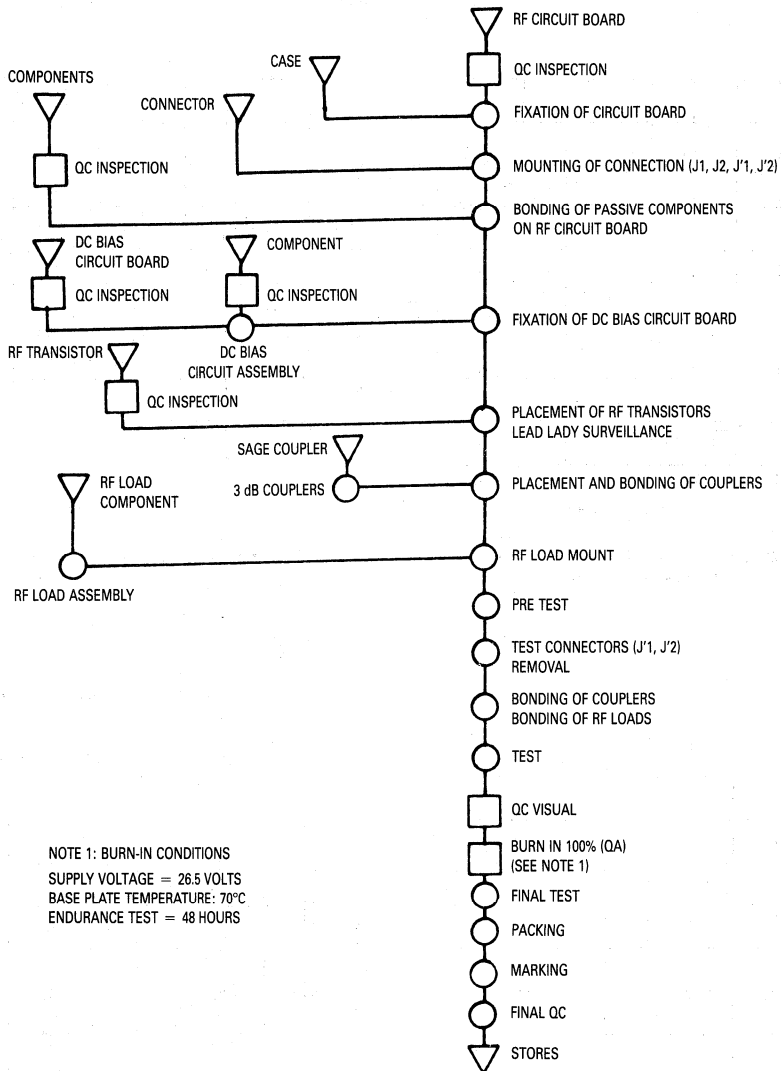 RF CIRCUIT BOARD
QC INSPECTION
CASE
FIXATION OF CIRCUIT BOARD
COMPONENTS
CONNECTOR
QC INSPECTION
MOUNTING OF CONNECTION (J1, J2, J'1, J'2)
BONDING OF PASSIVE COMPONENTS
ON RF CIRCUIT BOARD
DC BIAS
CIRCUIT BOARD
COMPONENT
QC INSPECTION
QC INSPECTION
FIXATION OF DC BIAS CIRCUIT BOARD
DC BIAS
CIRCUIT ASSEMBLY
RF TRANSISTOR
QC INSPECTION
PLACEMENT OF RF TRANSISTORS
LEAD LADY SURVEILLANCE
SAGE COUPLER
3 dB COUPLERS
PLACEMENT AND BONDING OF COUPLERS
RF LOAD
COMPONENT
RF LOAD ASSEMBLY
RF LOAD MOUNT
PRE TEST
TEST CONNECTORS (J'1, J'2)
REMOVAL
BONDING OF COUPLERS
BONDING OF RF LOADS
TEST
QC VISUAL
BURN IN 100% (QA)
(SEE NOTE 1)
FINAL TEST
PACKING
MARKING
FINAL QC
STORES
NOTE 1: BURN-IN CONDITIONS
SUPPLY VOLTAGE = 26.5 VOLTS
BASE PLATE TEMPERATURE: 70°C
ENDURANCE TEST = 48 HOURS